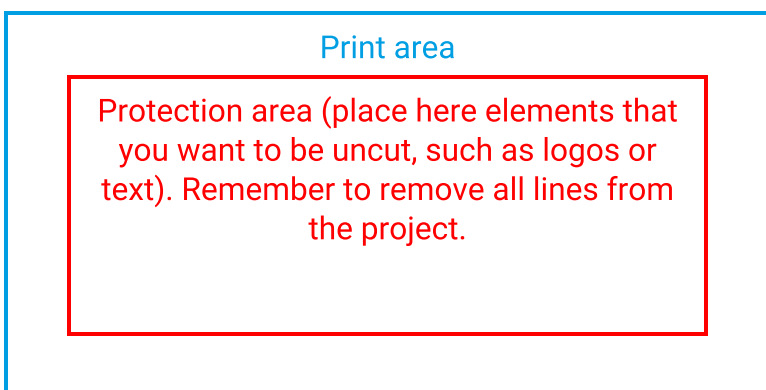 Print area
Protection area (place here elements that
you want to be uncut, such as logos or
text). Remember to remove all lines from
the project.